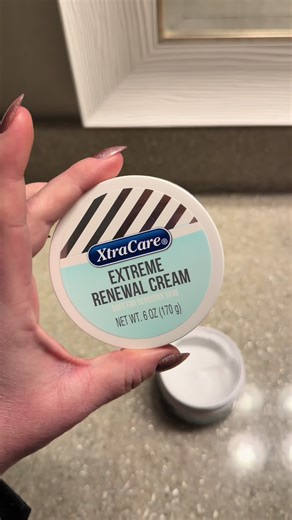 XtraCare®
EXTREME
RENEWAL CREAM
NET WT. 6 OZ (170 g)